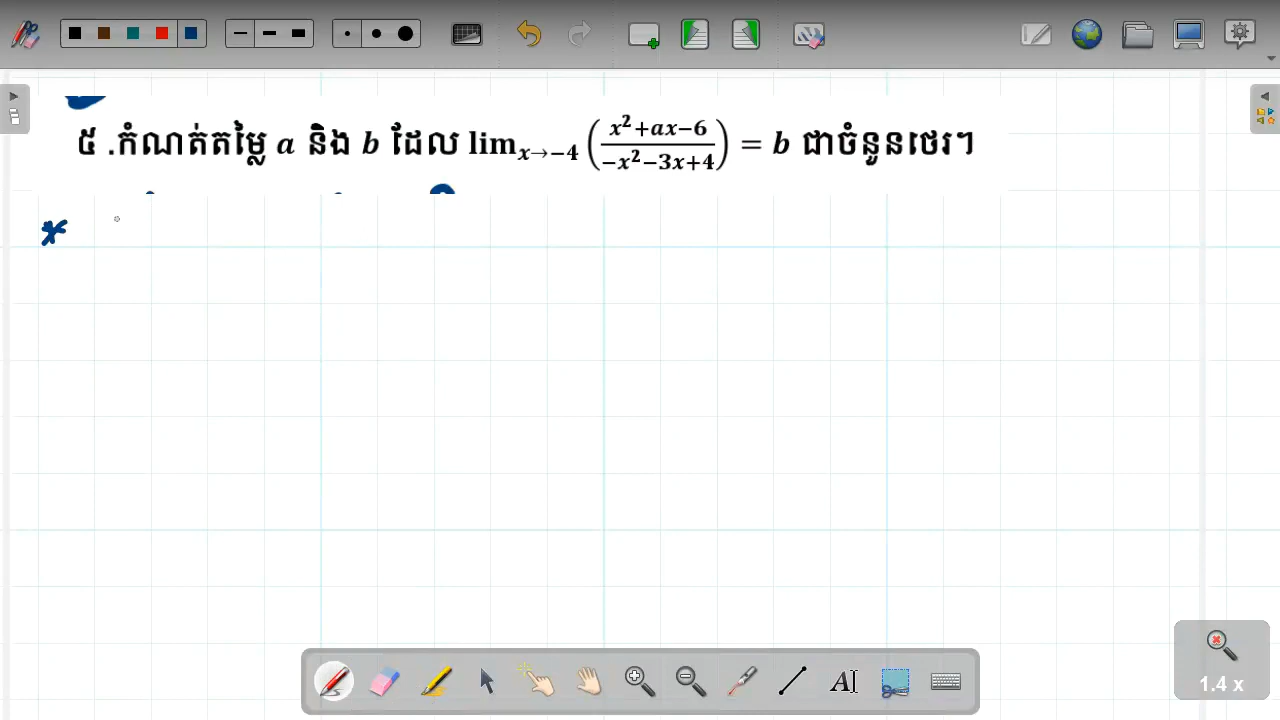 ៥ .កំណត់តម្លៃ a និង b ដែល lim x→−4 (x²+ax−6 / −x²−3x+4) = b ជាចំនួនថេរ។
1.4 x